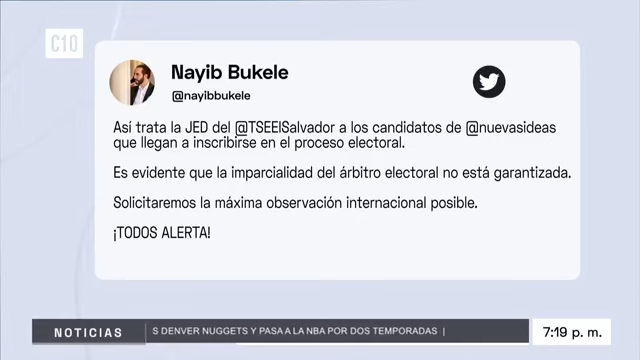 C10
Nayib Bukele
@nayibbukele
Así trata la JED del @TSEElSalvador a los candidatos de @nuevasideas
que llegan a inscribirse en el proceso electoral.
Es evidente que la imparcialidad del árbitro electoral no está garantizada.
Solicitaremos la máxima observación internacional posible.
¡TODOS ALERTA!
NOTICIAS
S DENVER NUGGETS Y PASA A LA NBA POR DOS TEMPORADAS |
7:19 p. m.